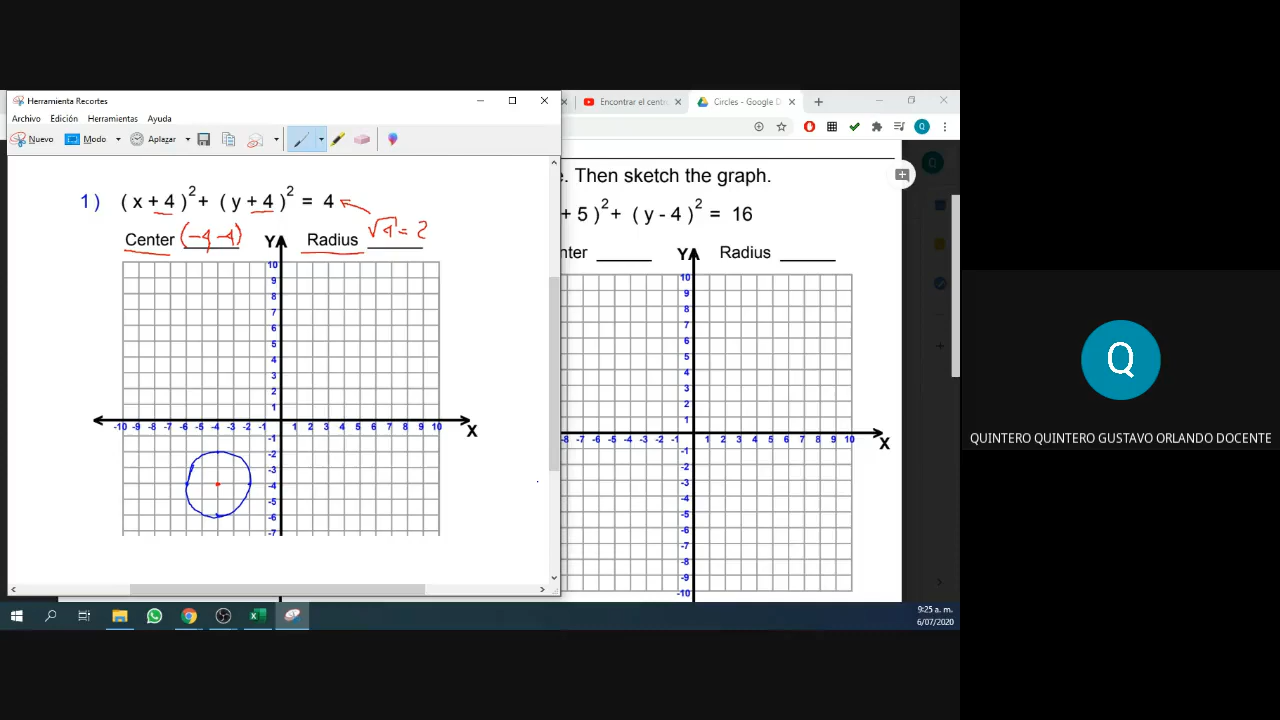 Herramienta Recortes
Archivo Edición Herramientas Ayuda
Nuevo Modo Aplazar
1) (x + 4)² + (y + 4)² = 4
√4 = 2
Center (-4 -4) Y Radius
10
9
8
7
6
5
4
3
2
1
-10 -9 -8 -7 -6 -5 -4 -3 -2 -1 1 2 3 4 5 6 7 8 9 10
X
-1
-2
-3
-4
-5
-6
-7
Encontrar el centr
Circles - Google D
Q
Q
e. Then sketch the graph.
+ 5)² + (y - 4)² = 16
nter Y Radius
10
9
8
7
6
5
4
3
2
1
-8 -7 -6 -5 -4 -3 -2 -1 1 2 3 4 5 6 7 8 9 10
X
-1
-2
-3
-4
-5
-6
-7
-8
-9
-10
9:25 a. m.
6/07/2020
Q
QUINTERO QUINTERO GUSTAVO ORLANDO DOCENTE